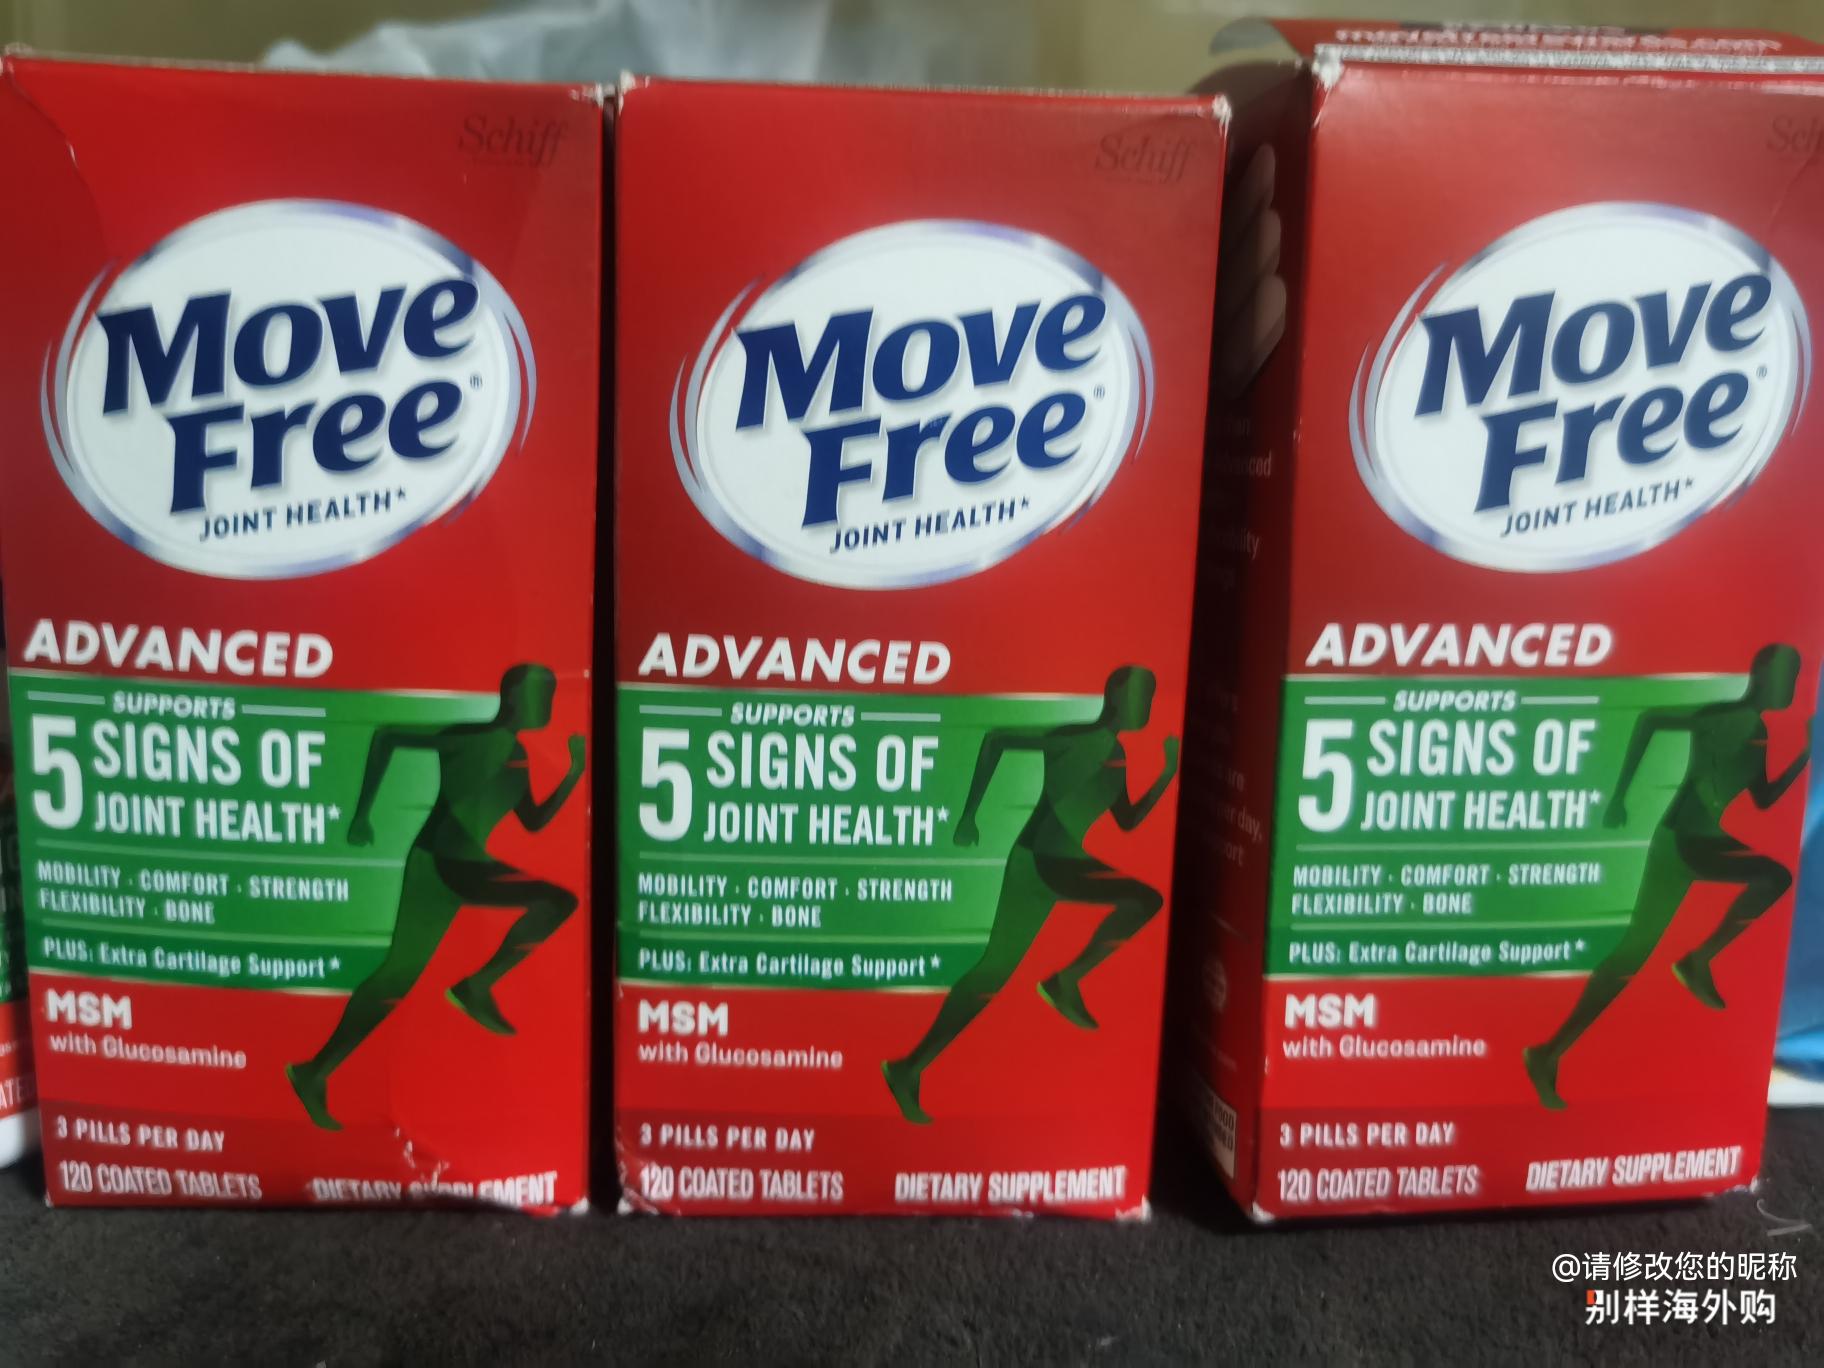 Schiff
Move
Free®
JOINT HEALTH*
ADVANCED
SUPPORTS
5 SIGNS OF
JOINT HEALTH*
MOBILITY · COMFORT · STRENGTH
FLEXIBILITY · BONE
PLUS: Extra Cartilage Support*
MSM
with Glucosamine
3 PILLS PER DAY
120 COATED TABLETS DIETARY SUPPLEMENT
Schiff
Move
Free®
JOINT HEALTH*
ADVANCED
SUPPORTS
5 SIGNS OF
JOINT HEALTH*
MOBILITY · COMFORT · STRENGTH
FLEXIBILITY · BONE
PLUS: Extra Cartilage Support*
MSM
with Glucosamine
3 PILLS PER DAY
120 COATED TABLETS DIETARY SUPPLEMENT
Move
Free®
JOINT HEALTH*
ADVANCED
SUPPORTS
5 SIGNS OF
JOINT HEALTH*
MOBILITY · COMFORT · STRENGTH
FLEXIBILITY · BONE
PLUS: Extra Cartilage Support*
MSM
with Glucosamine
3 PILLS PER DAY
120 COATED TABLETS DIETARY SUPPLEMENT
@请修改您的昵称
别样海外购